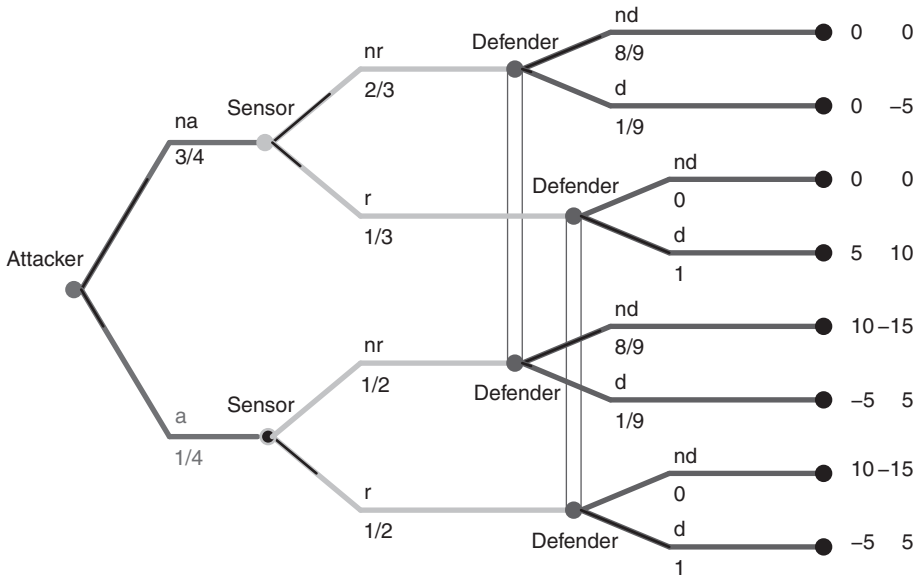 nd
Defender
0 0
nr
8/9
2/3
d
Sensor
0 −5
1/9
na
3/4
nd
Defender
0 0
0
r
1/3
d
5 10
1
Attacker
nd
10 −15
nr
8/9
1/2
d
Defender
Sensor
−5 5
a
1/9
1/4
nd
10 −15
0
r
1/2
d
Defender
−5 5
1